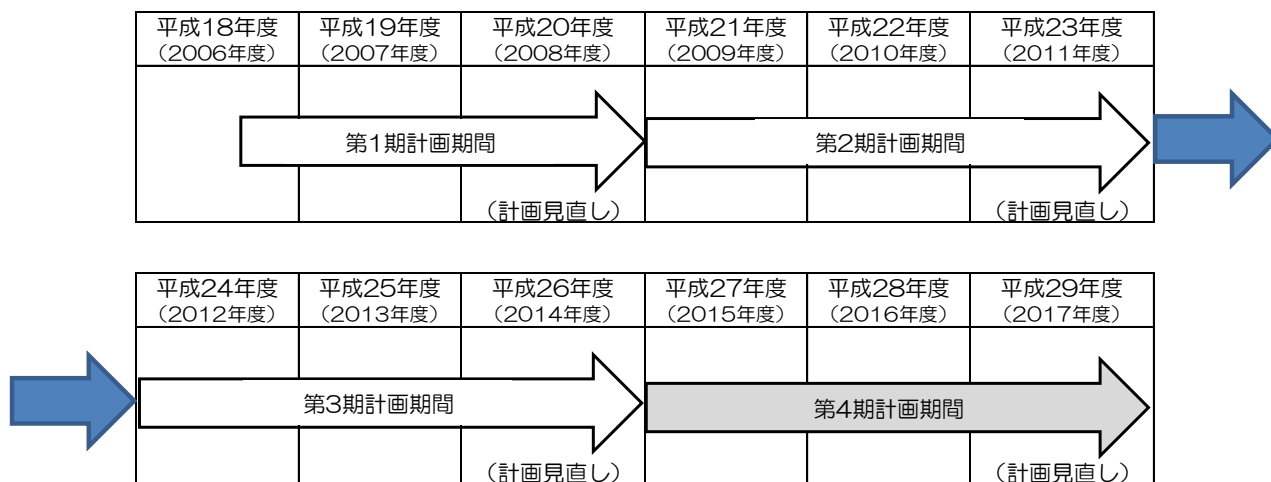 平成18年度 平成19年度 平成20年度 平成21年度 平成22年度 平成23年度
(2006年度) (2007年度) (2008年度) (2009年度) (2010年度) (2011年度)
第1期計画期間 第2期計画期間
(計画見直し) (計画見直し)
平成24年度 平成25年度 平成26年度 平成27年度 平成28年度 平成29年度
(2012年度) (2013年度) (2014年度) (2015年度) (2016年度) (2017年度)
第3期計画期間 第4期計画期間
(計画見直し) (計画見直し)